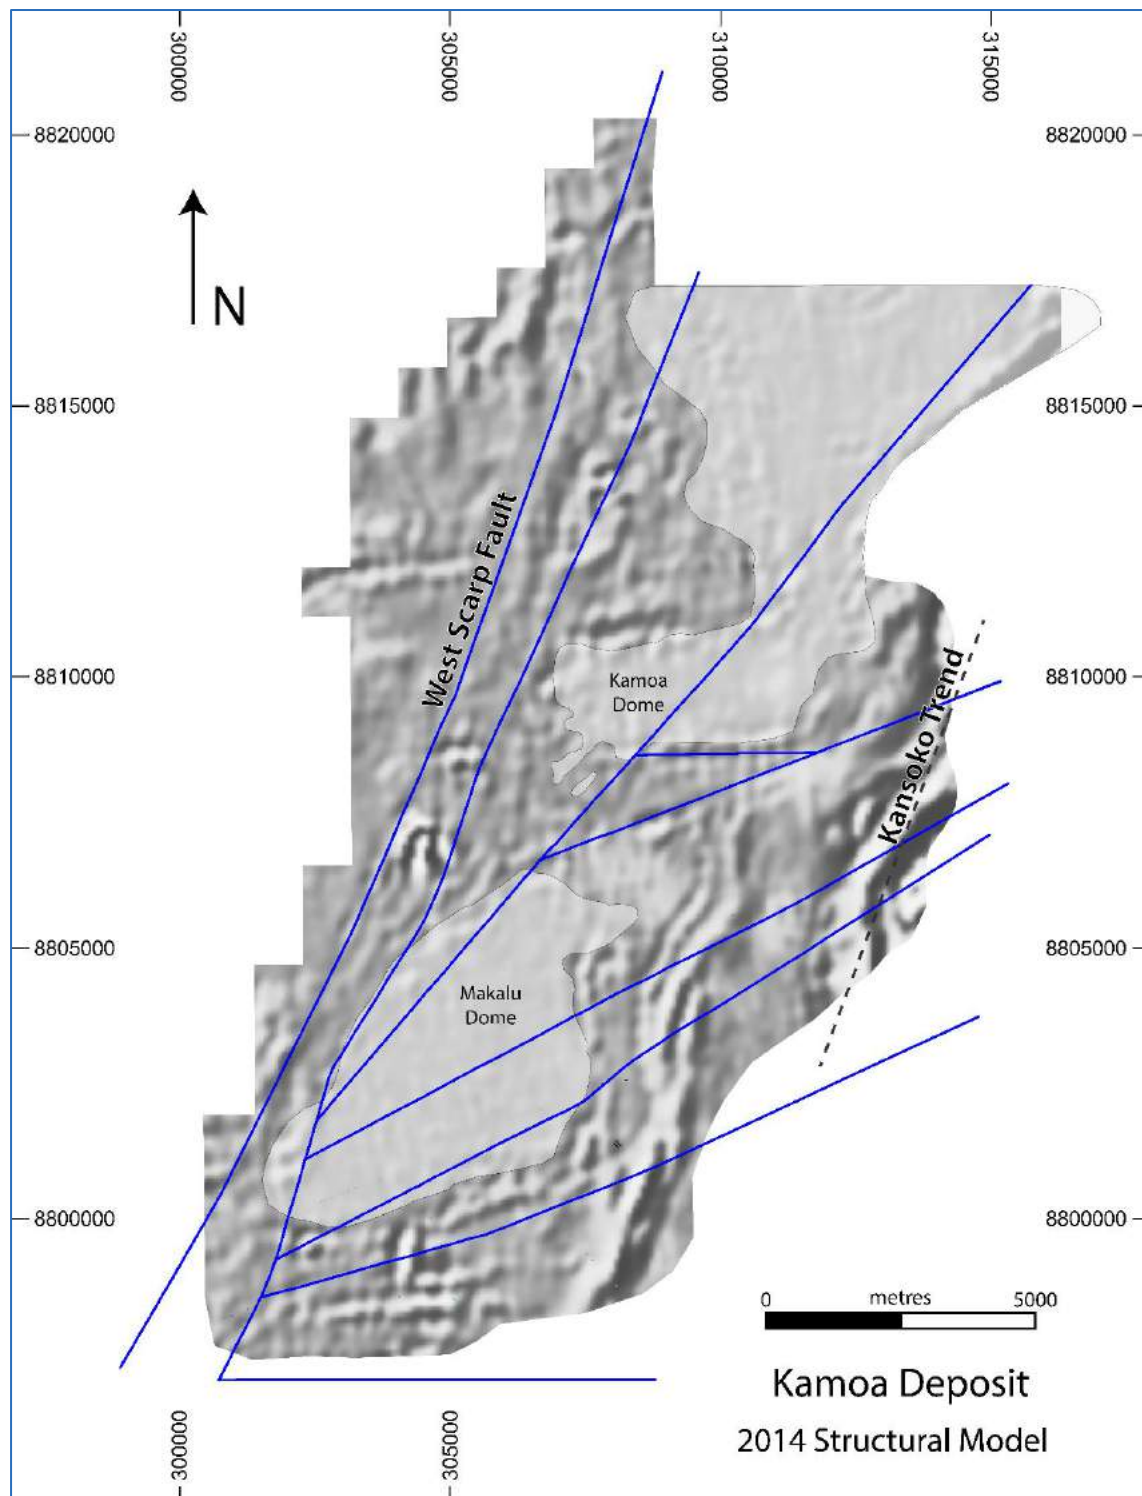 300000
305000
310000
315000
8820000
8820000
N
8815000
8815000
West Scarp Fault
8810000
8810000
Kamoa
Dome
Kansoko Trend
8805000
8805000
Makalu
Dome
8800000
8800000
0 metres 5000
Kamoa Deposit
2014 Structural Model
300000
305000